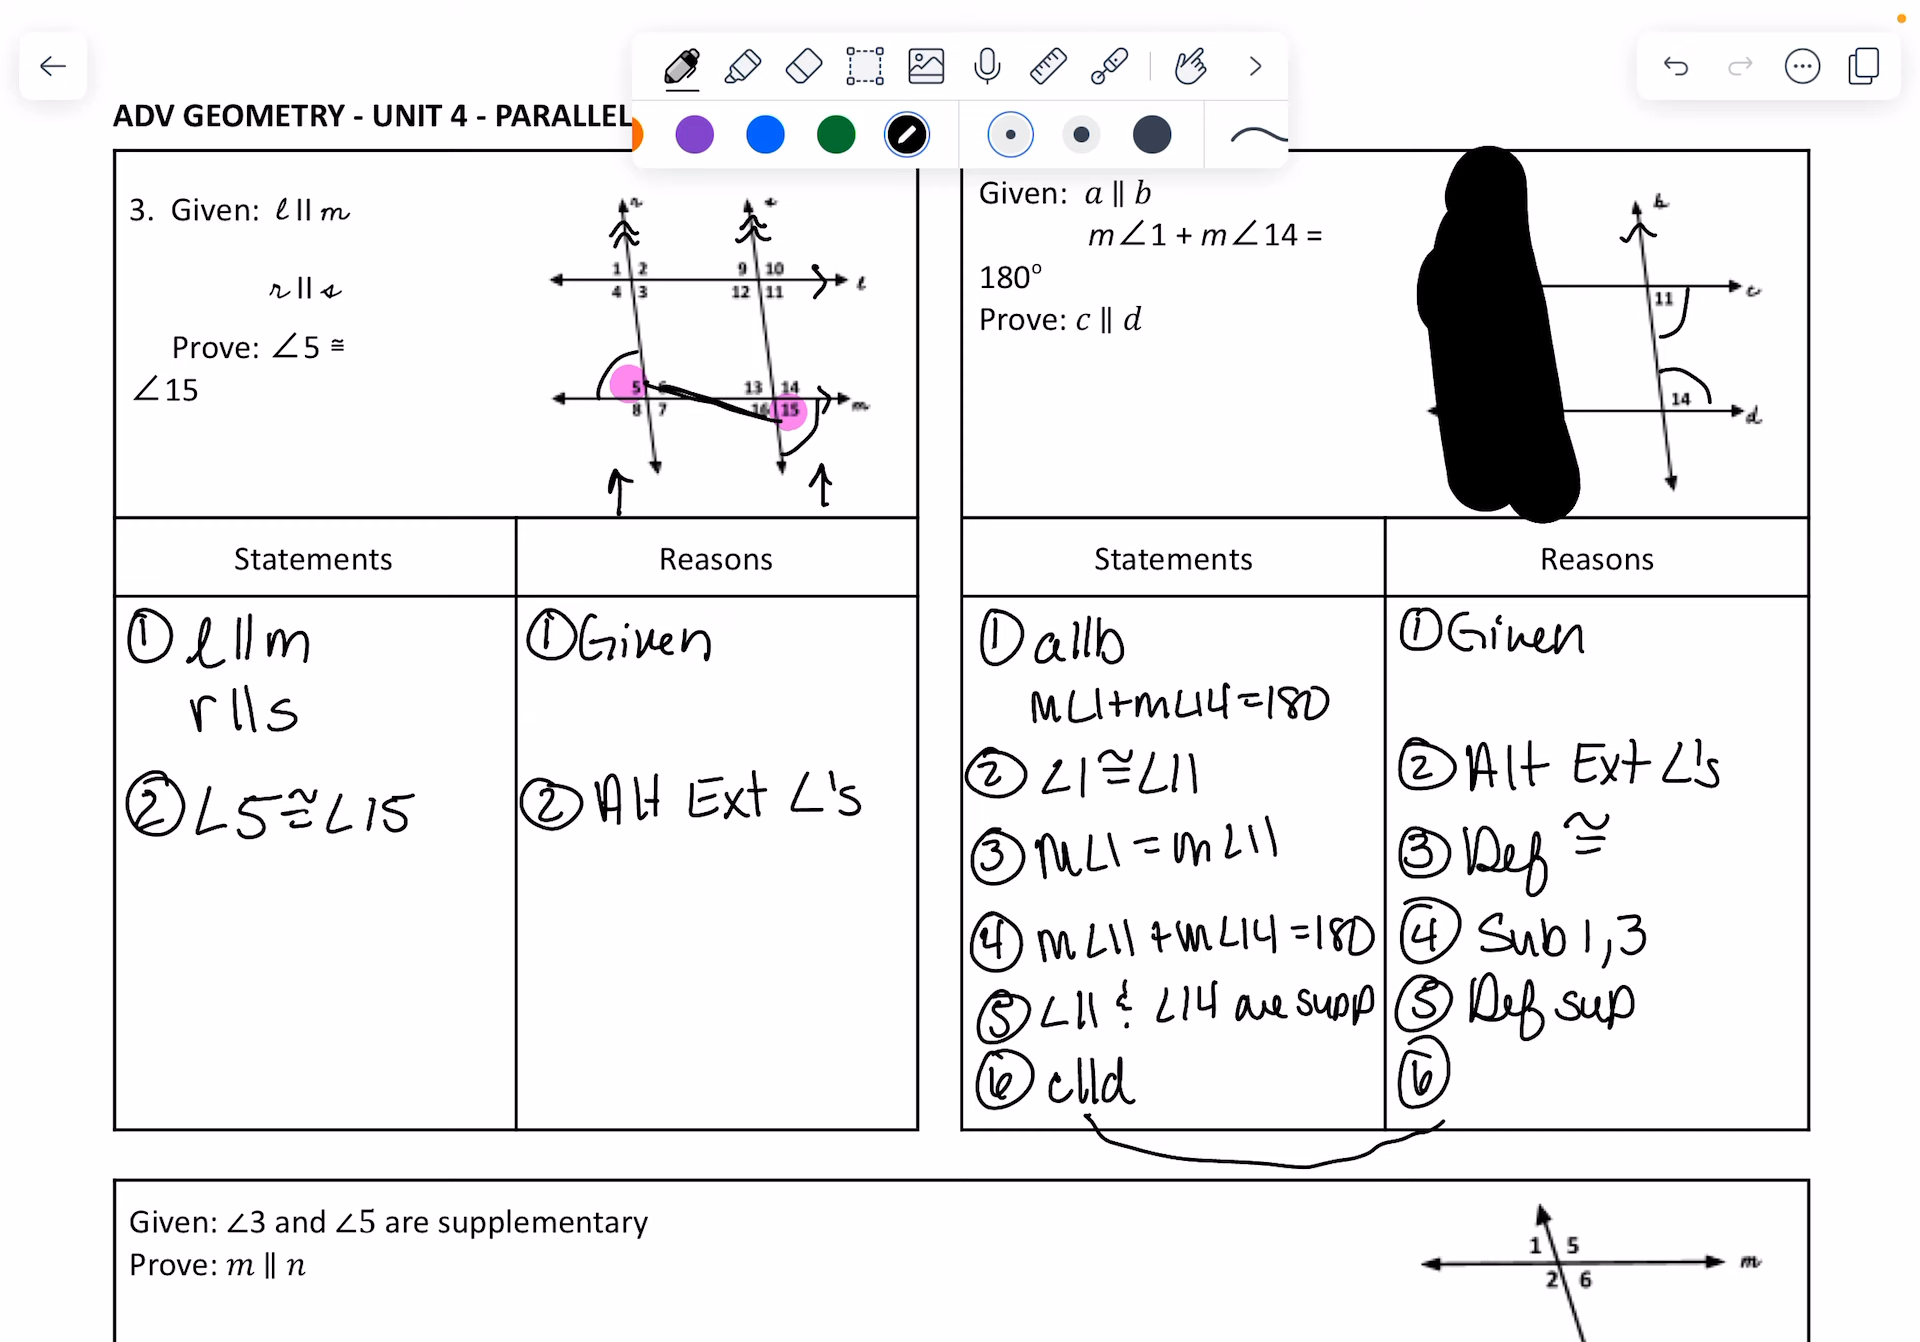 ADV GEOMETRY - UNIT 4 - PARALLEL
3. Given: ℓ || m
r || s
Prove: ∠5 ≅
∠15
r s
1 2 9 10
4 3 12 11 ℓ
5 6 13 14
8 7 16 15 m
Statements Reasons
① ℓ || m ① Given
r || s
② ∠5 ≅ ∠15 ② Alt Ext ∠'s
Given: a || b
m∠1 + m∠14 =
180°
Prove: c || d
b
c
11
14
d
Statements Reasons
① a||b ① Given
m∠1+m∠14=180
② ∠1≅∠11 ② Alt Ext ∠'s
③ m∠1 = m∠11 ③ Def ≅
④ m∠11 + m∠14 = 180 ④ Sub 1,3
⑤ ∠11 & ∠14 are supp ⑤ Def sup
⑥ c||d ⑥
Given: ∠3 and ∠5 are supplementary
Prove: m || n
1 5
m
2 6